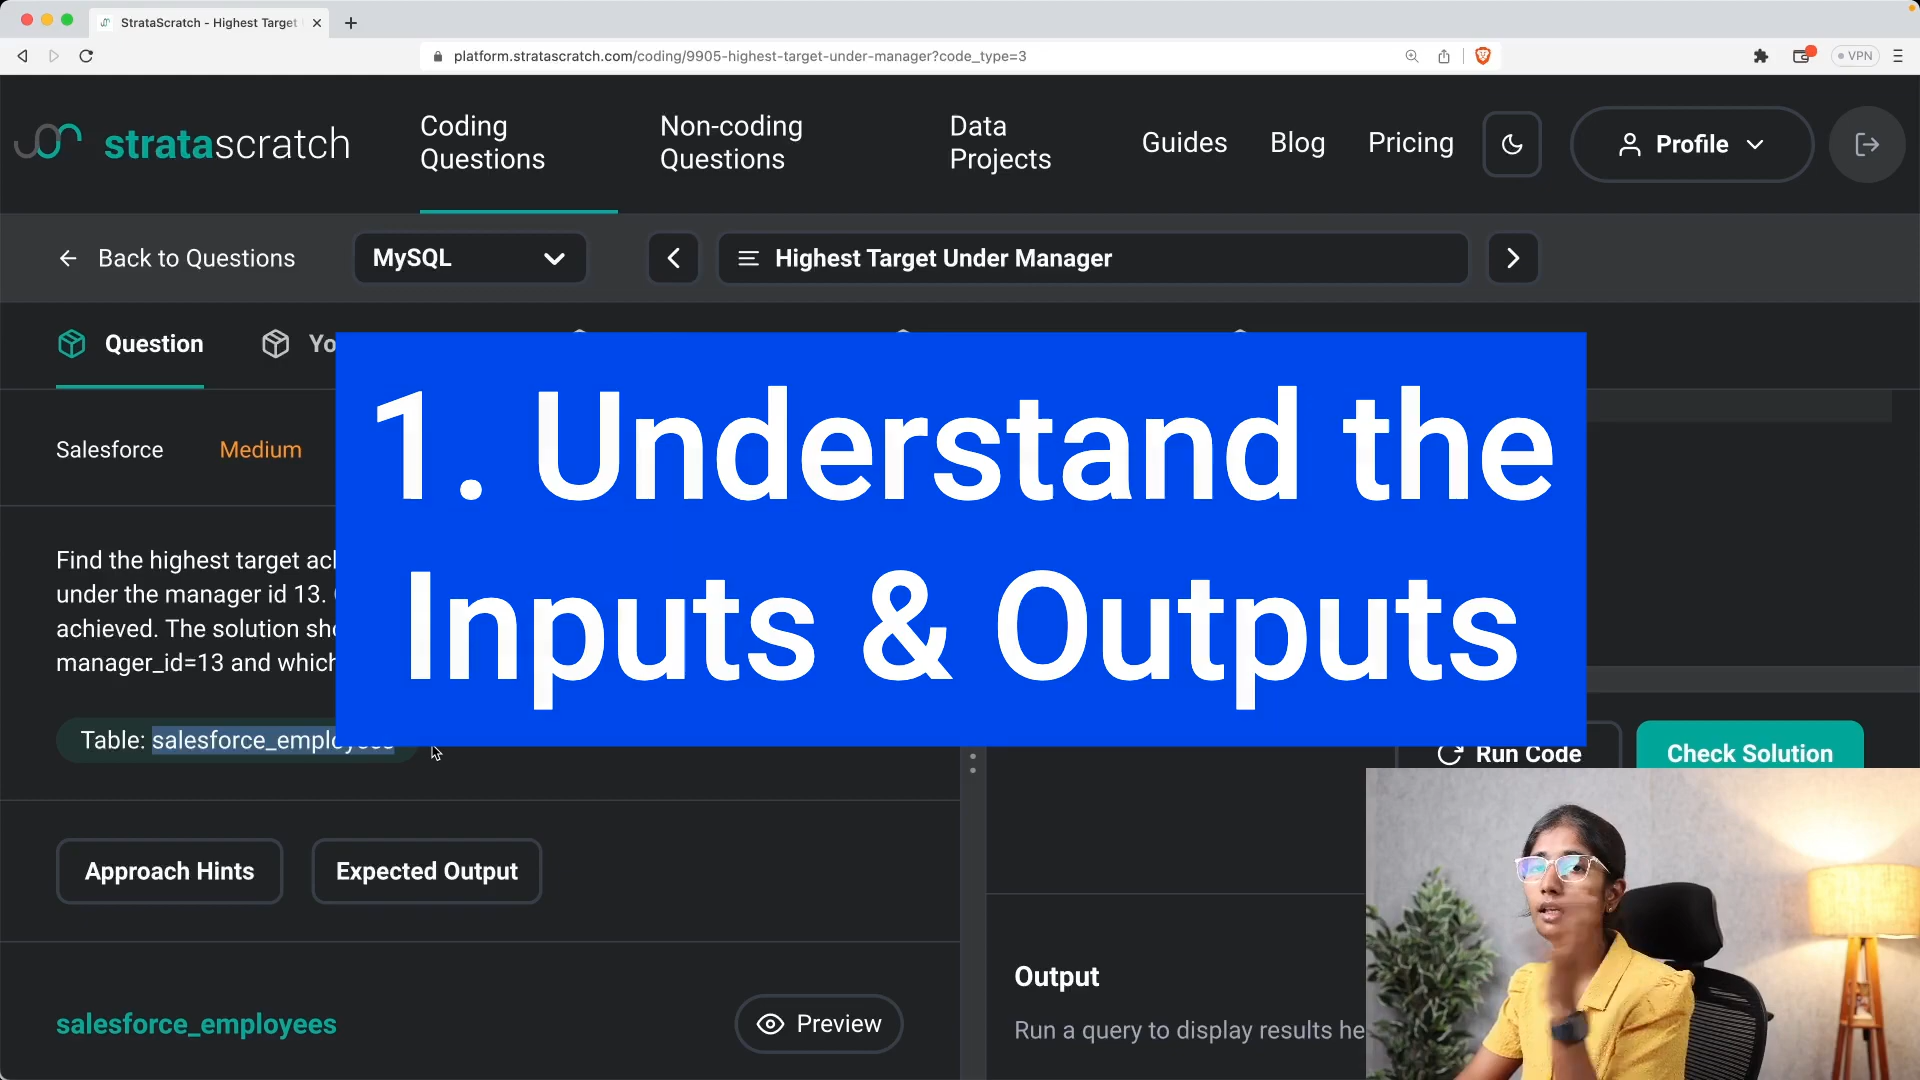 StrataScratch - Highest Target
platform.stratascratch.com/coding/9905-highest-target-under-manager?code_type=3
VPN
stratascratch
Coding Questions
Non-coding Questions
Data Projects
Guides
Blog
Pricing
Profile
Back to Questions
MySQL
Highest Target Under Manager
Question
Yo
1. Understand the
Inputs & Outputs
Salesforce
Medium
Find the highest target
under the manager id 13.
achieved. The solution
manager_id=13 and which
Table: salesforce_employees
Run Code
Check Solution
Approach Hints
Expected Output
Output
salesforce_employees
Preview
Run a query to display results